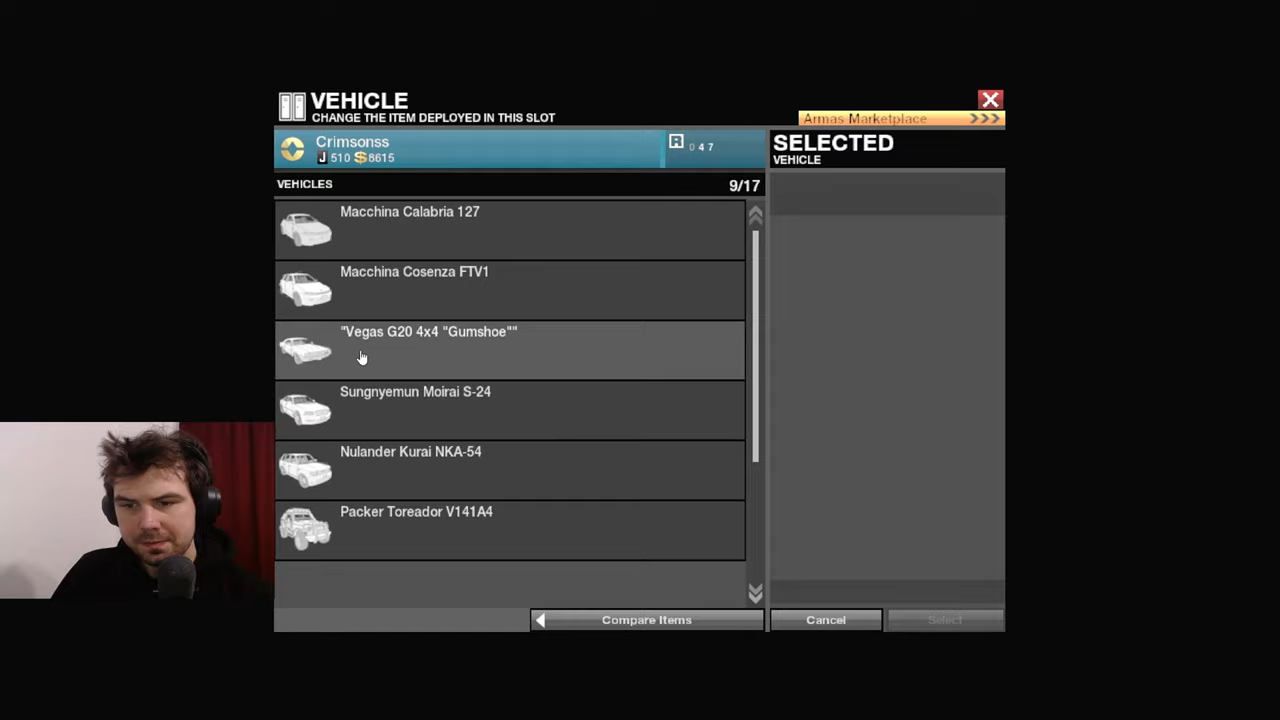 VEHICLE
CHANGE THE ITEM DEPLOYED IN THIS SLOT
Armas Marketplace
Crimsonss
J 510 $8615
0 4 7
SELECTED
VEHICLE
VEHICLES
9/17
Macchina Calabria 127
Macchina Cosenza FTV1
"Vegas G20 4x4 "Gumshoe""
Sungnyemun Moirai S-24
Nulander Kurai NKA-54
Packer Toreador V141A4
Compare Items
Cancel
Select